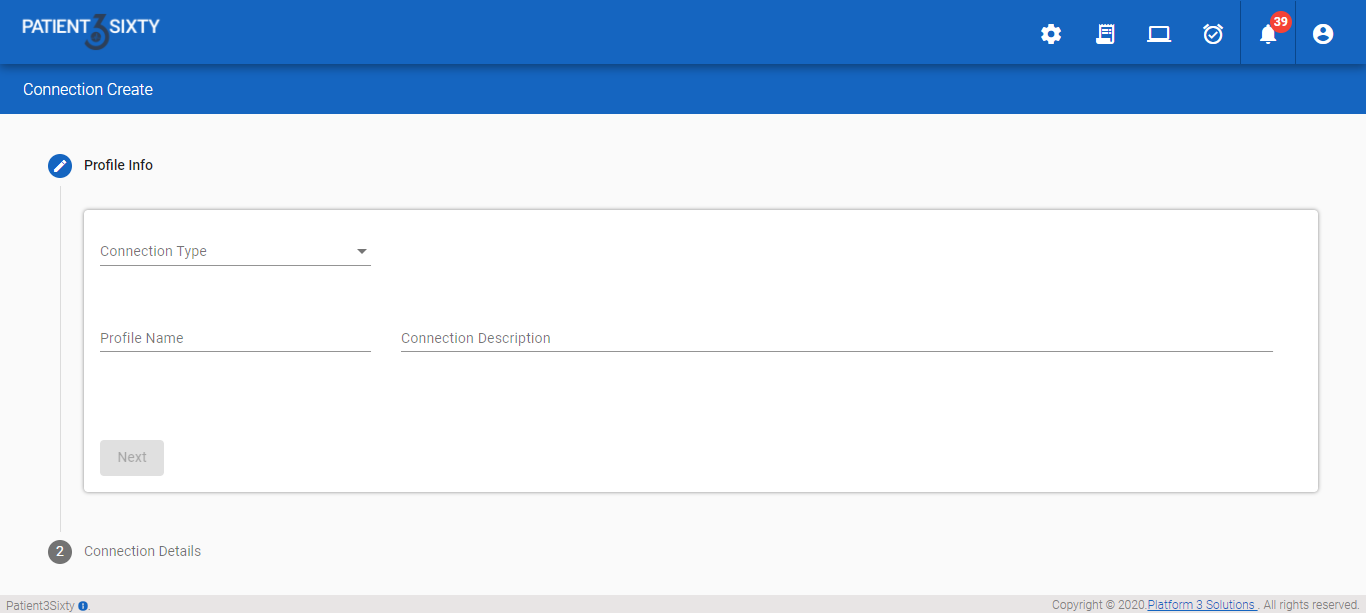 PATIENT3SIXTY
39
Connection Create
Profile Info
Connection Type
Profile Name
Connection Description
Next
2 Connection Details
Patient3Sixty
Copyright © 2020.Platform 3 Solutions . All rights reserved.